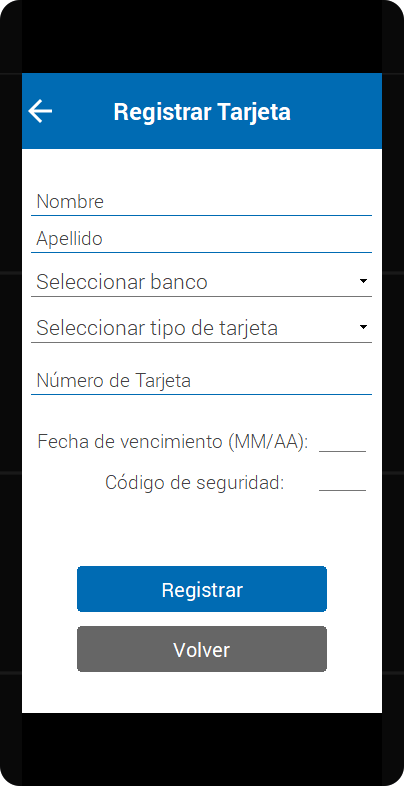 Registrar Tarjeta
Nombre
Apellido
Seleccionar banco
Seleccionar tipo de tarjeta
Número de Tarjeta
Fecha de vencimiento (MM/AA):
Código de seguridad:
Registrar
Volver